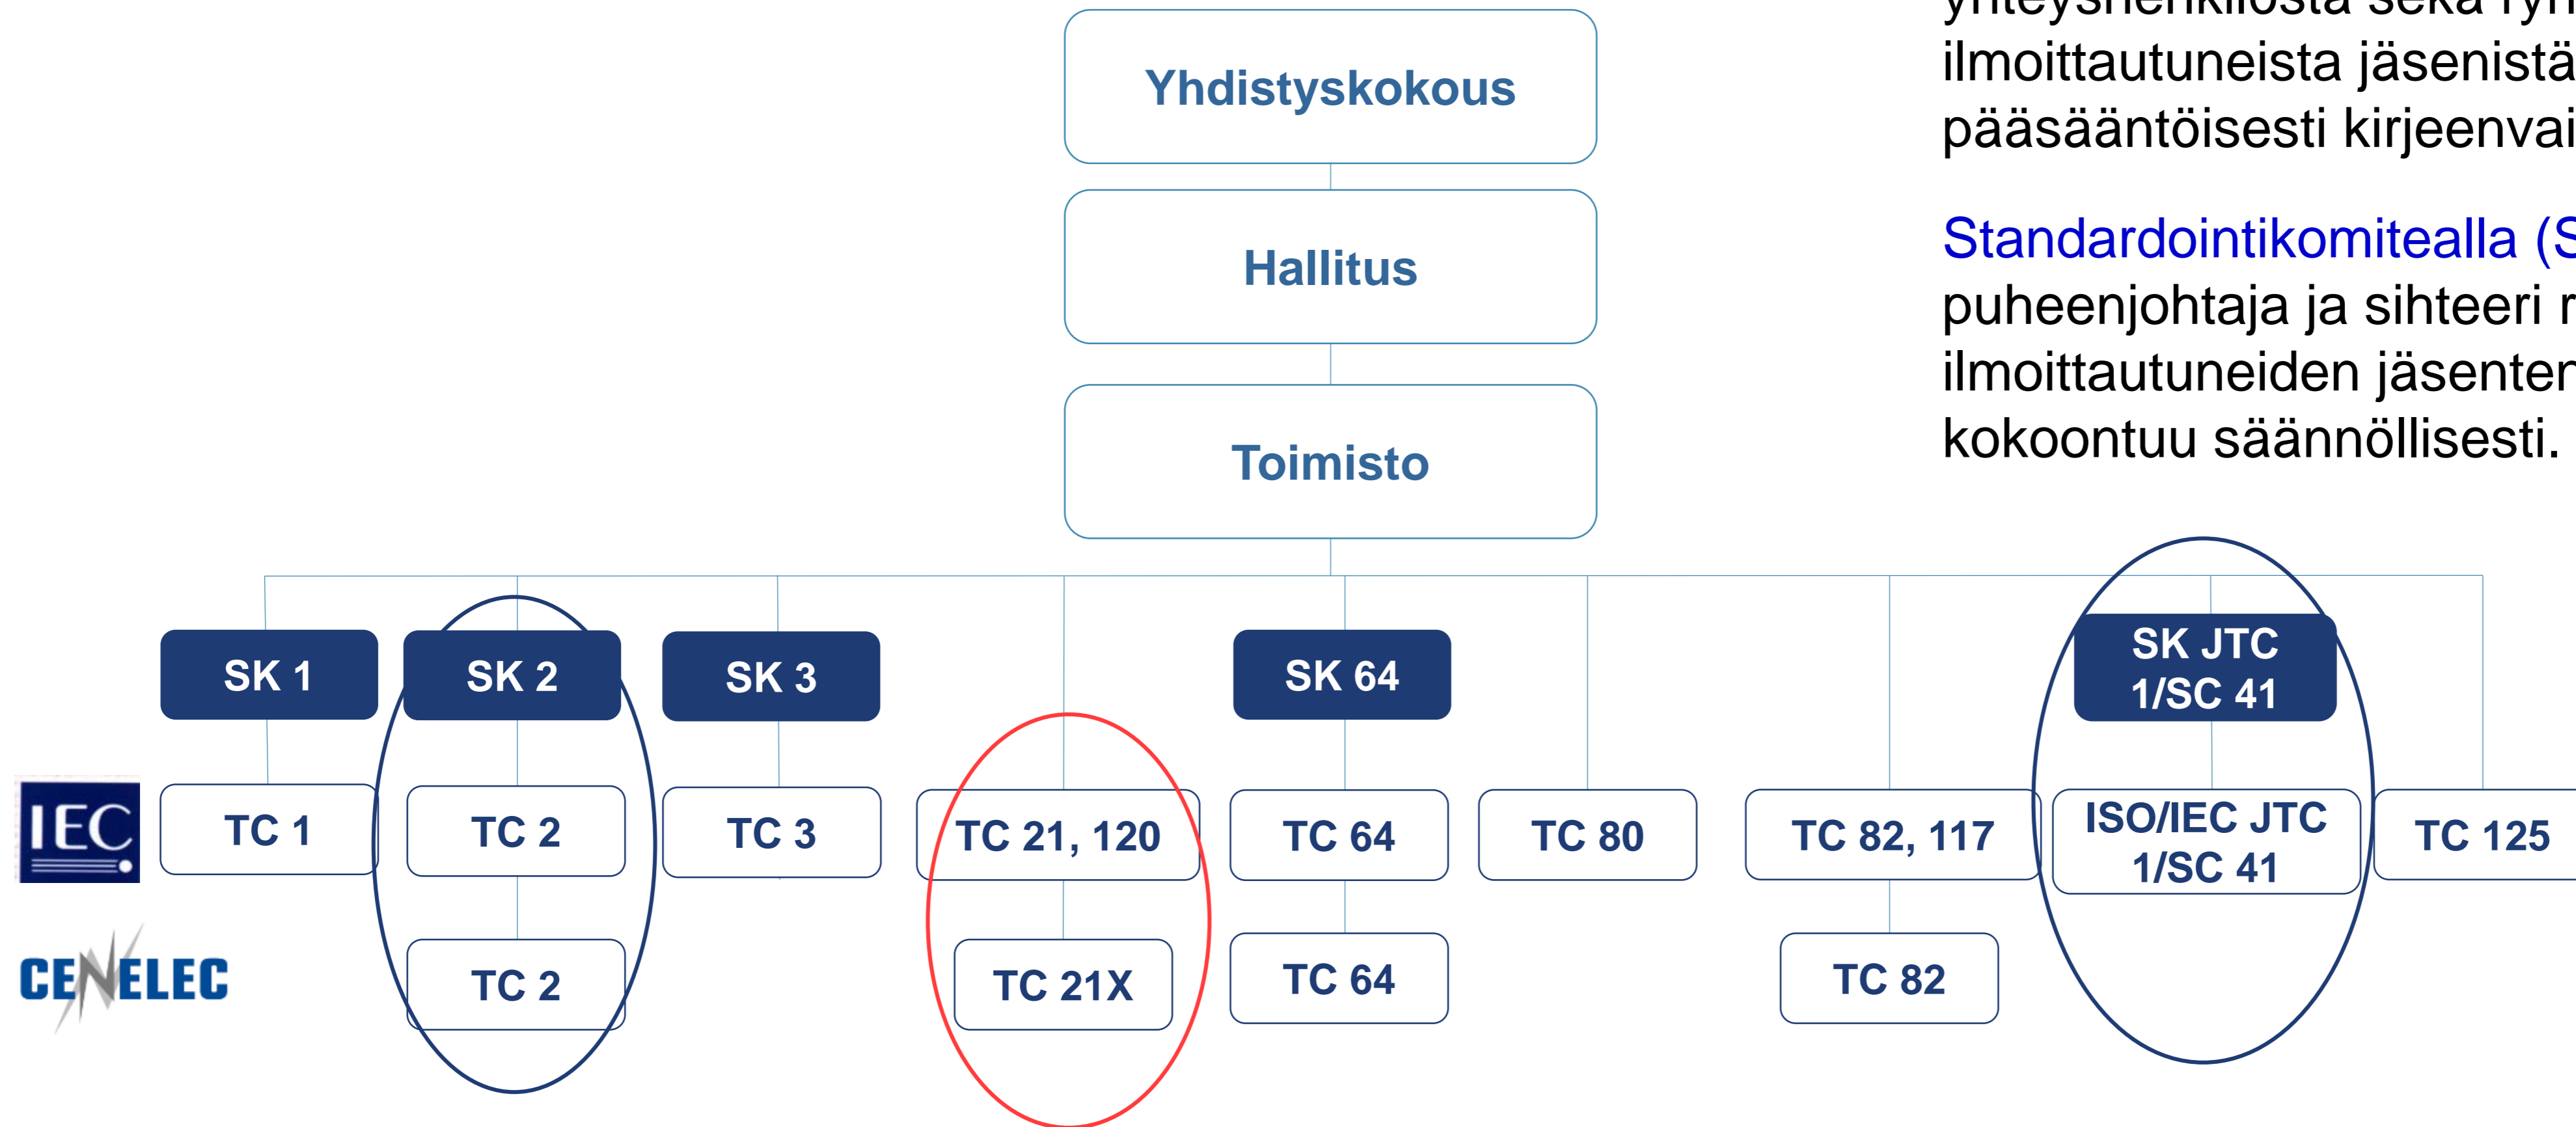 Yhdistyskokous
Hallitus
Toimisto
ilmoittautuneista jäsenistä
pääsääntöisesti
Standardointikomitealla
puheenjohtaja ja sihteeri
ilmoittautuneiden jäsenten
kokoontuu säännöllisesti.
SK 1
SK 2
SK 3
SK 64
SK JTC
1/SC 41
IEC
TC 1
TC 2
TC 3
TC 21, 120
TC 64
TC 80
TC 82, 117
ISO/IEC JTC
1/SC 41
TC 125
CENELEC
TC 2
TC 21X
TC 64
TC 82